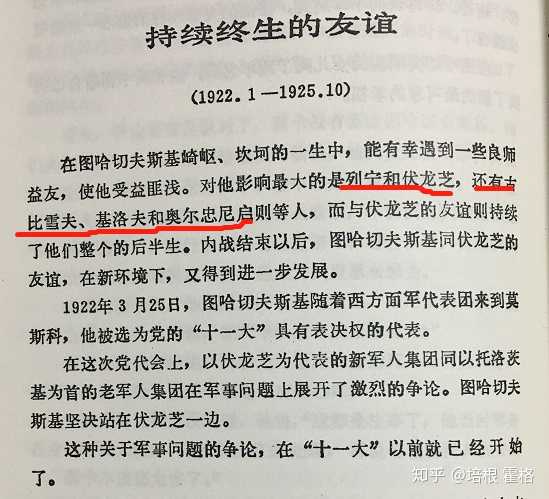 持续终生的友谊
(1922.1—1925.10)
在图哈切夫斯基崎岖、坎坷的一生中，能有幸遇到一些良师
益友，使他受益匪浅。对他影响最大的是列宁和伏龙芝，还有古
比雪夫、基洛夫和奥尔忠尼启则等人，而与伏龙芝的友谊则持续
了他们整个的后半生。内战结束以后，图哈切夫斯基同伏龙芝的
友谊，在新环境下，又得到进一步发展。
1922年3月25日，图哈切夫斯基随着西方面军代表团来到莫
斯科，他被选为党的“十一大”具有表决权的代表。
在这次党代会上，以伏龙芝为代表的新军人集团同以托洛茨
基为首的老军人集团在军事问题上展开了激烈的争论。图哈切夫
斯基坚决站在伏龙芝一边。
这种关于军事问题的争论，在“十一大”以前就已经开始
了。
知乎 @培根 霍格